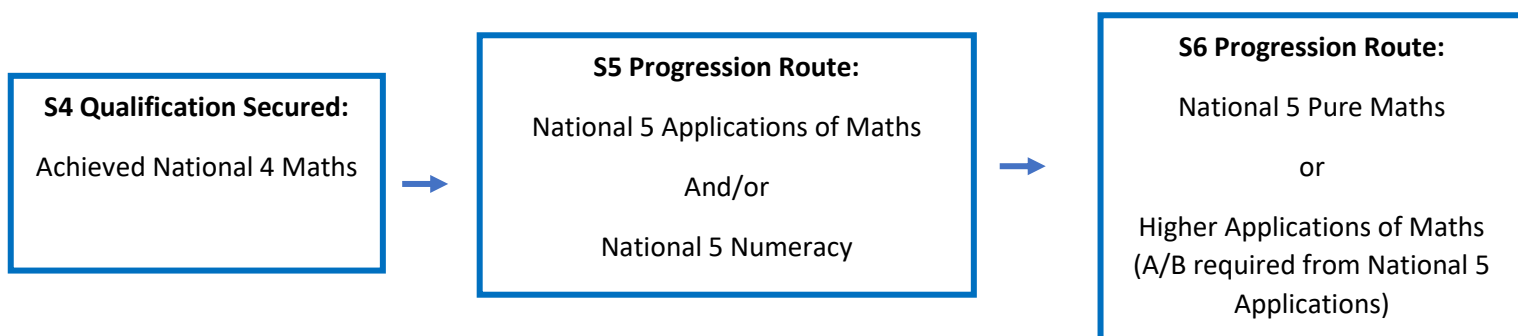 S4 Qualification Secured:
Achieved National 4 Maths
S5 Progression Route:
National 5 Applications of Maths
And/or
National 5 Numeracy
S6 Progression Route:
National 5 Pure Maths
or
Higher Applications of Maths
(A/B required from National 5
Applications)